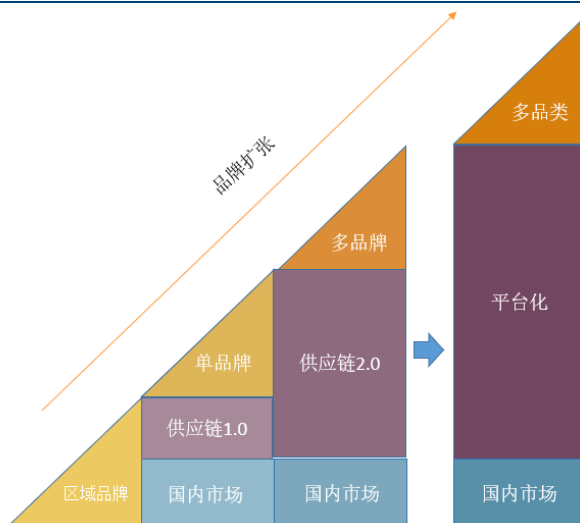 品牌扩张
多品类
多品牌
平台化
单品牌
供应链2.0
供应链1.0
区域品牌
国内市场
国内市场
国内市场